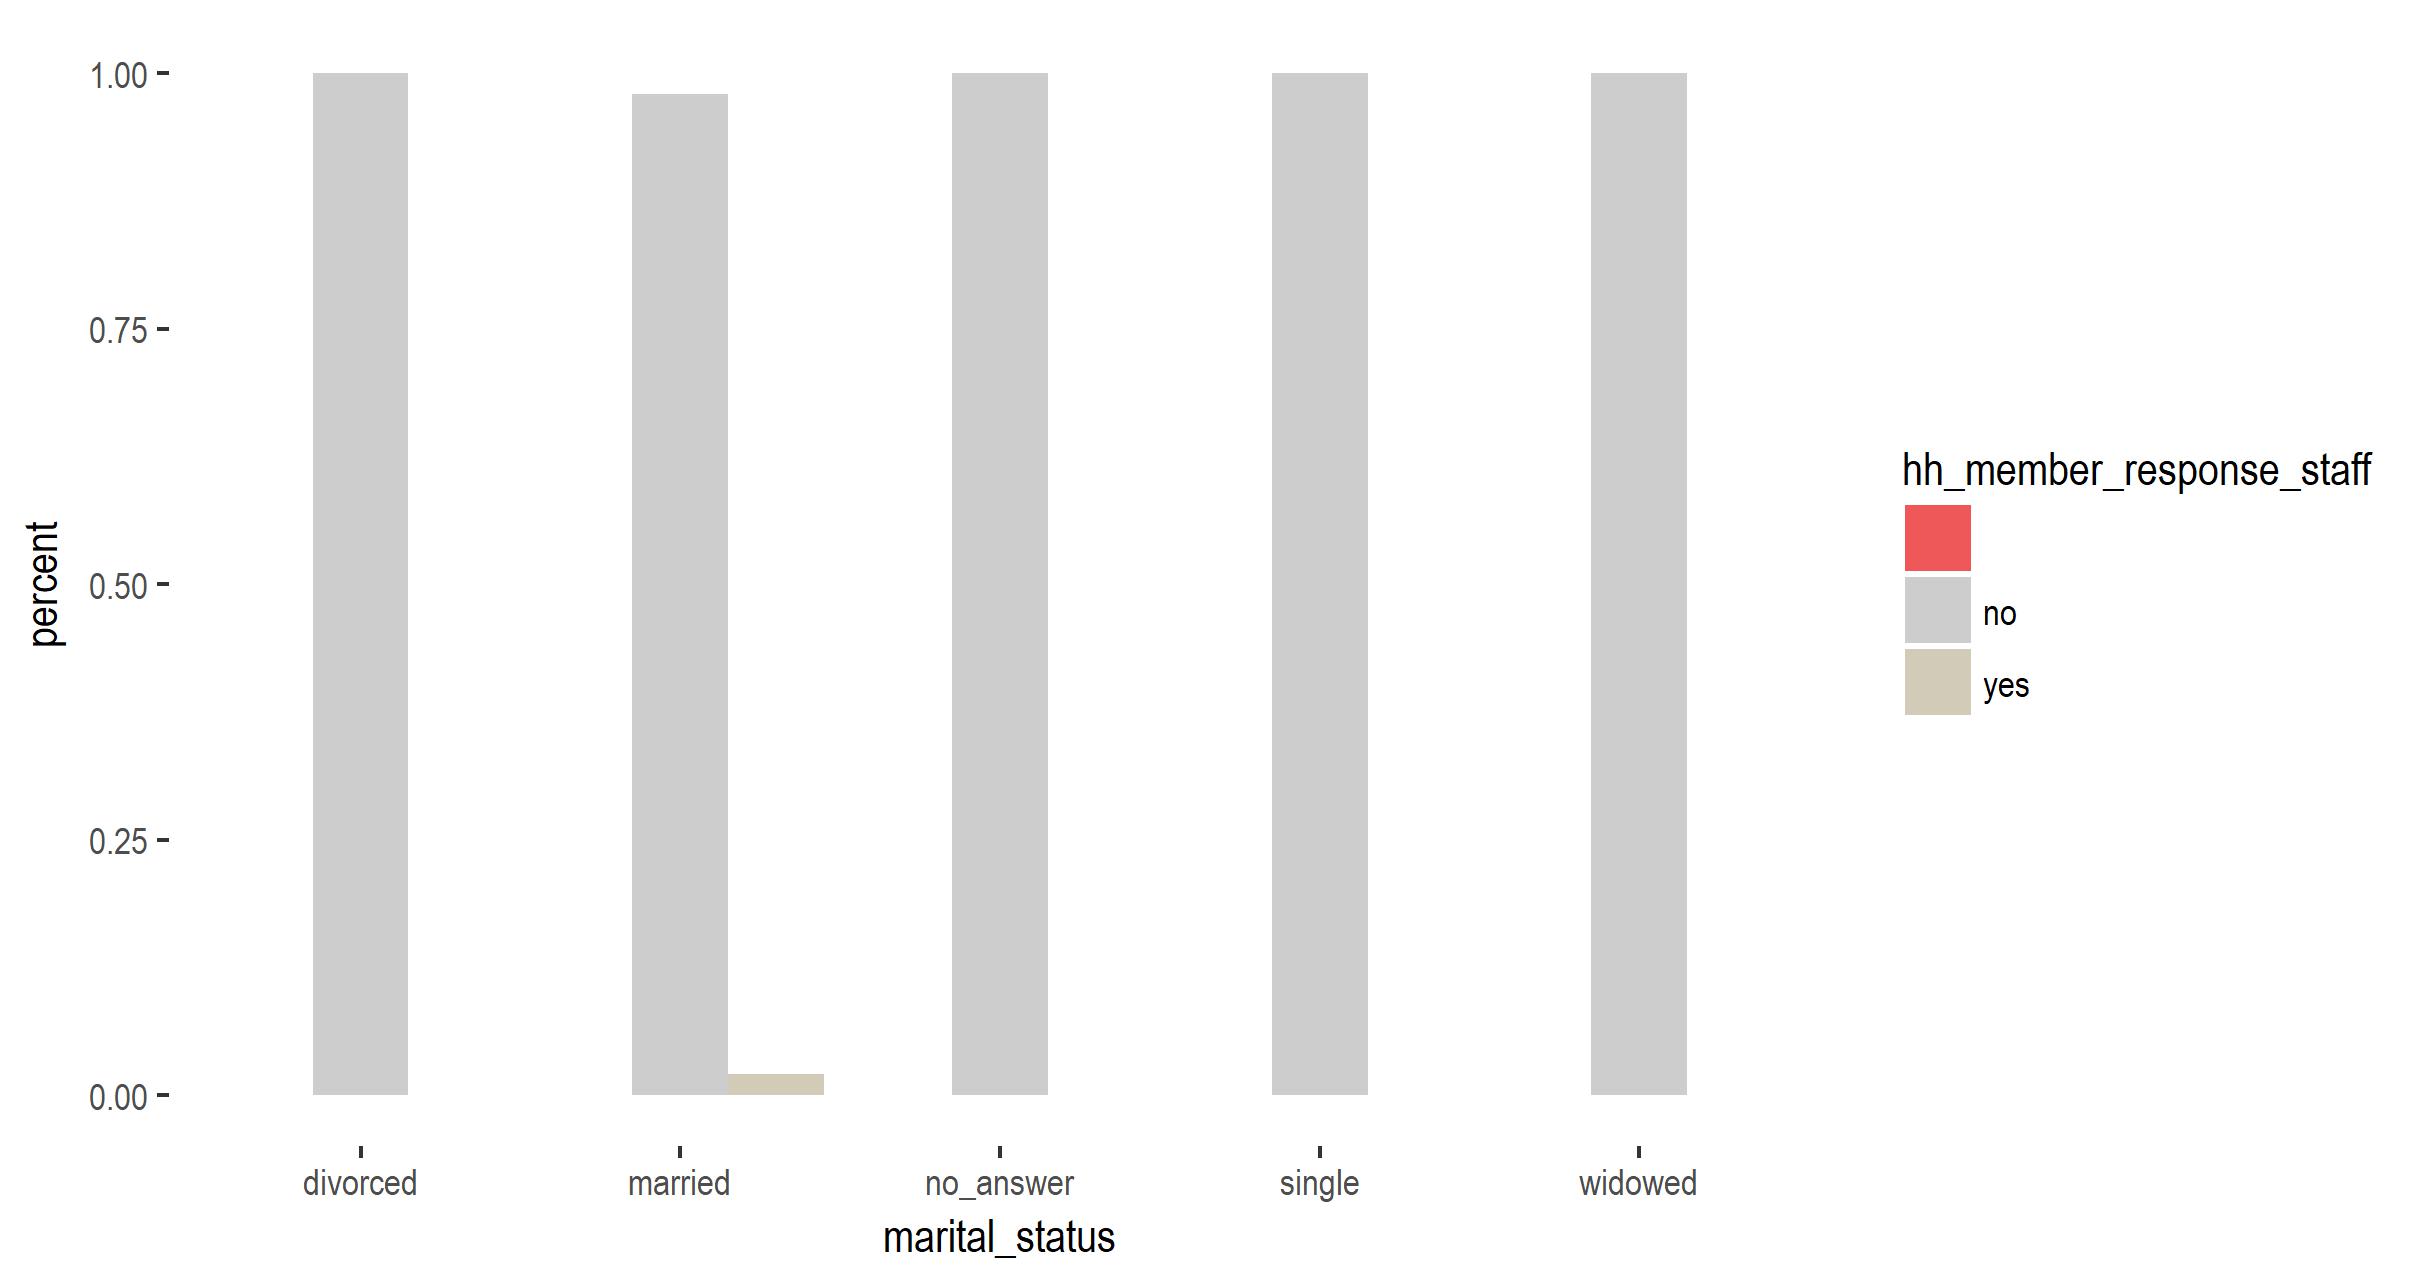 1.00
0.75
0.50
0.25
0.00
percent
divorced married no_answer single widowed
marital_status
hh_member_response_staff
no
yes